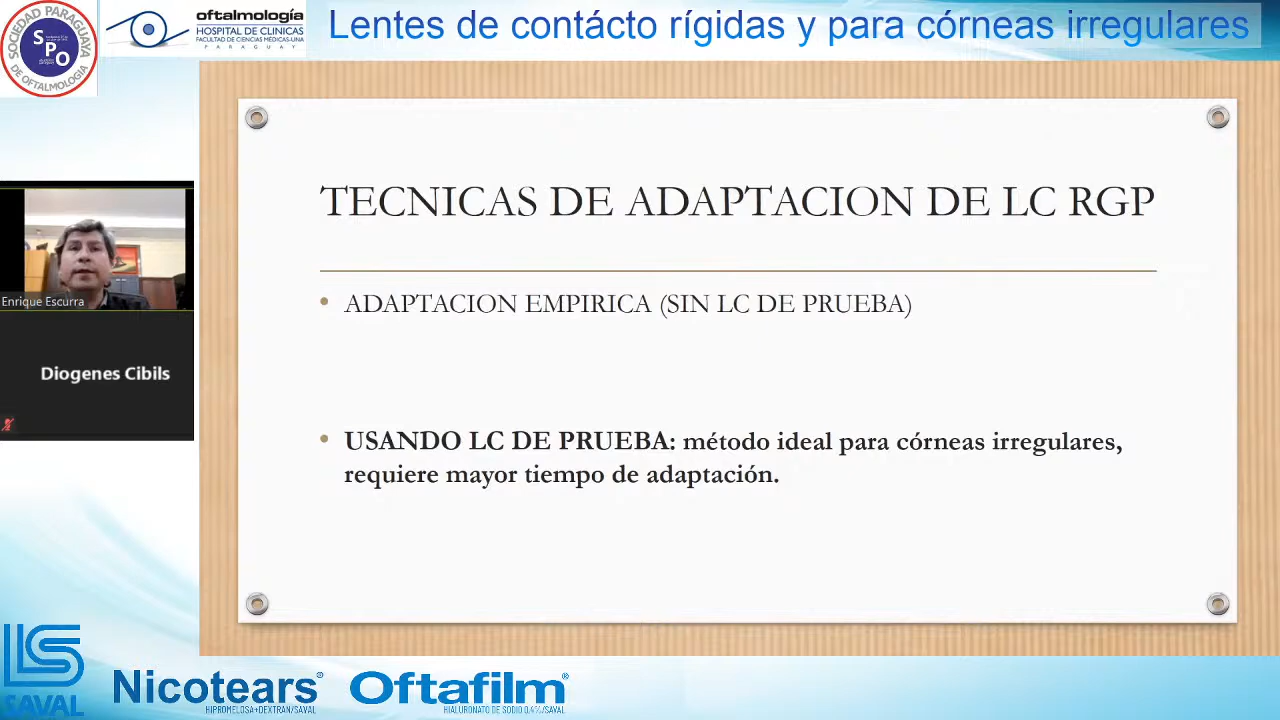 SOCIEDAD PARAGUAYA
DE OFTALMOLOGIA
SPO
oftalmología
HOSPITAL DE CLINICAS
FACULTAD DE CIENCIAS MÉDICAS-UNA
PARAGUAY
Lentes de contácto rígidas y para córneas irregulares
TECNICAS DE ADAPTACION DE LC RGP
• ADAPTACION EMPIRICA (SIN LC DE PRUEBA)
• USANDO LC DE PRUEBA: método ideal para córneas irregulares,
requiere mayor tiempo de adaptación.
Enrique Escurra
Diogenes Cibils
LS
SAVAL
Nicotears®
HIPROMELOSA+DEXTRAN/SAVAL
Oftafilm®
HIALURONATO DE SODIO 0.4%/SAVAL